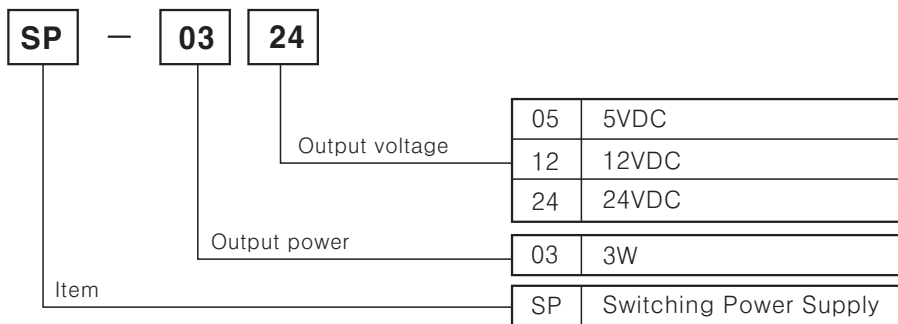 SP – 03 24
05 5VDC
Output voltage 12 12VDC
24 24VDC
Output power 03 3W
Item SP Switching Power Supply